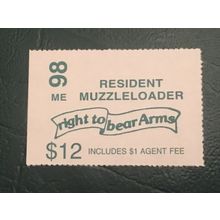 98
ME
RESIDENT
MUZZLELOADER
right to bear Arms
$12 INCLUDES $1 AGENT FEE